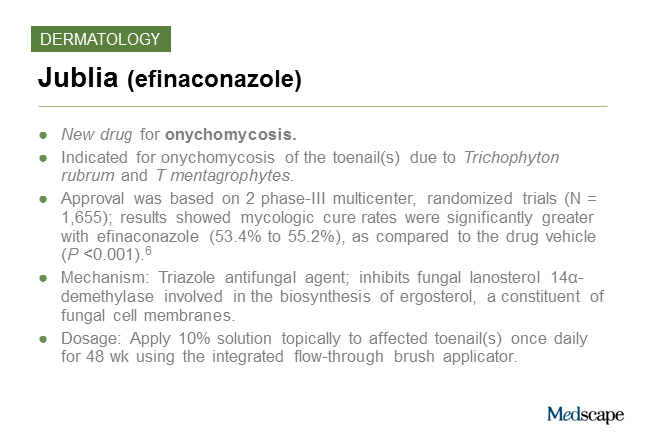 DERMATOLOGY
Jublia (efinaconazole)
● New drug for onychomycosis.
● Indicated for onychomycosis of the toenail(s) due to Trichophyton
rubrum and T mentagrophytes.
● Approval was based on 2 phase-III multicenter, randomized trials (N =
1,655); results showed mycologic cure rates were significantly greater
with efinaconazole (53.4% to 55.2%), as compared to the drug vehicle
(P <0.001).6
● Mechanism: Triazole antifungal agent; inhibits fungal lanosterol 14α-
demethylase involved in the biosynthesis of ergosterol, a constituent of
fungal cell membranes.
● Dosage: Apply 10% solution topically to affected toenail(s) once daily
for 48 wk using the integrated flow-through brush applicator.
Medscape